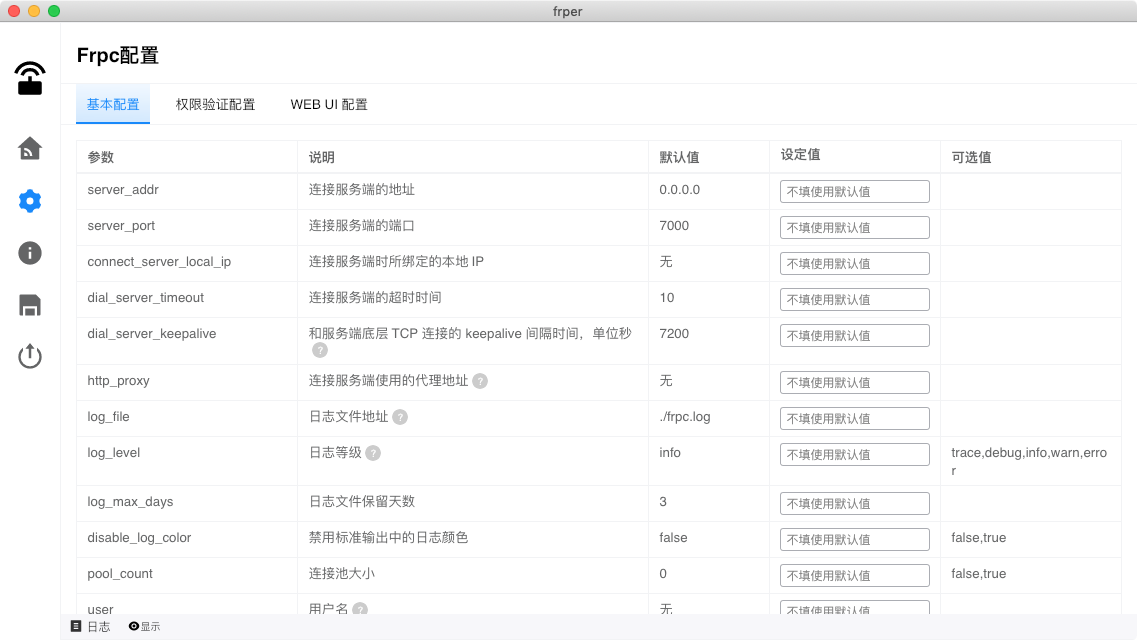 frper
Frpc配置
基本配置 权限验证配置 WEB UI 配置
参数 说明 默认值 设定值 可选值
server_addr 连接服务端的地址 0.0.0.0 不填使用默认值
server_port 连接服务端的端口 7000 不填使用默认值
connect_server_local_ip 连接服务端时所绑定的本地 IP 无 不填使用默认值
dial_server_timeout 连接服务端的超时时间 10 不填使用默认值
dial_server_keepalive 和服务端底层 TCP 连接的 keepalive 间隔时间，单位秒 7200 不填使用默认值
?
http_proxy 连接服务端使用的代理地址 ? 无 不填使用默认值
log_file 日志文件地址 ? ./frpc.log 不填使用默认值
log_level 日志等级 ? info 不填使用默认值 trace,debug,info,warn,erro
r
log_max_days 日志文件保留天数 3 不填使用默认值
disable_log_color 禁用标准输出中的日志颜色 false 不填使用默认值 false,true
pool_count 连接池大小 0 不填使用默认值 false,true
user 用户名 ? 无 不填使用默认值
日志 显示